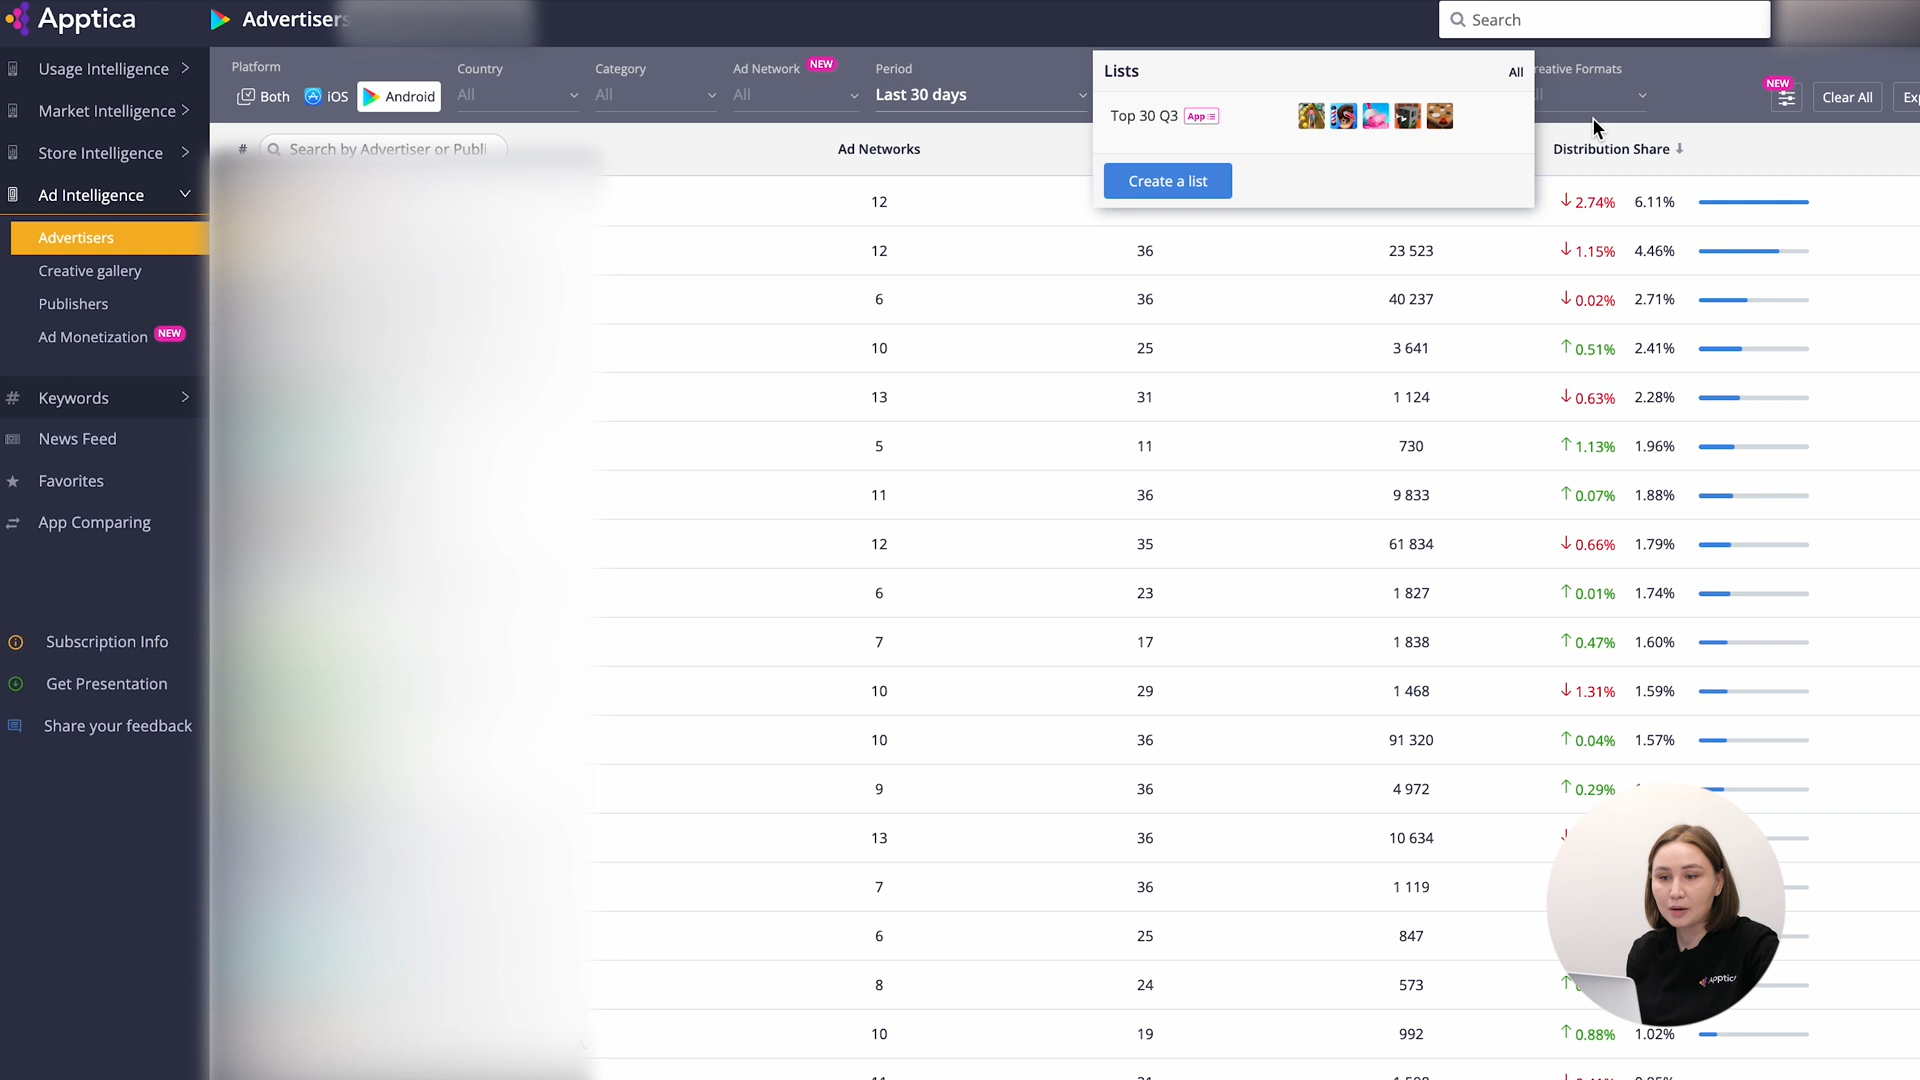 Apptica
Advertisers
Search
Usage Intelligence
Market Intelligence
Store Intelligence
Ad Intelligence
Advertisers
Creative gallery
Publishers
Ad Monetization NEW
Keywords
News Feed
Favorites
App Comparing
Subscription Info
Get Presentation
Share your feedback
Platform
Both iOS Android
Country
All
Category
All
Ad Network NEW
All
Period
Last 30 days
Lists All
Top 30 Q3 App
Create a list
reative Formats
NEW
Clear All
# Search by Advertiser or Publi
Ad Networks
Distribution Share
12 2.74% 6.11%
12 36 23 523 1.15% 4.46%
6 36 40 237 0.02% 2.71%
10 25 3 641 0.51% 2.41%
13 31 1 124 0.63% 2.28%
5 11 730 1.13% 1.96%
11 36 9 833 0.07% 1.88%
12 35 61 834 0.66% 1.79%
6 23 1 827 0.01% 1.74%
7 17 1 838 0.47% 1.60%
10 29 1 468 1.31% 1.59%
10 36 91 320 0.04% 1.57%
9 36 4 972 0.29%
13 36 10 634
7 36 1 119
6 25 847
8 24 573
10 19 992 0.88% 1.02%
Apptica